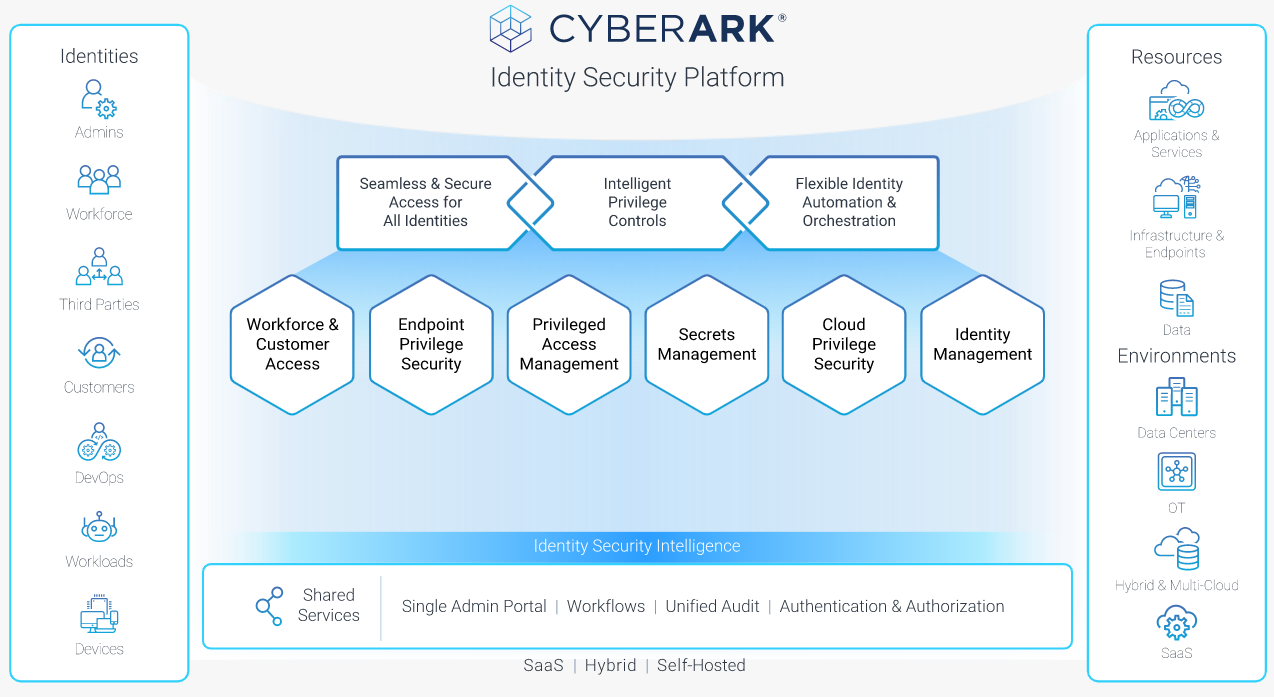 CYBERARK®
Identity Security Platform
Identities
Admins
Workforce
Third Parties
Customers
DevOps
Workloads
Devices
Seamless & Secure
Access for
All Identities
Intelligent
Privilege
Controls
Flexible Identity
Automation &
Orchestration
Workforce &
Customer
Access
Endpoint
Privilege
Security
Privileged
Access
Management
Secrets
Management
Cloud
Privilege
Security
Identity
Management
Identity Security Intelligence
Shared
Services
Single Admin Portal | Workflows | Unified Audit | Authentication & Authorization
SaaS | Hybrid | Self-Hosted
Resources
Applications &
Services
Infrastructure &
Endpoints
Data
Environments
Data Centers
OT
Hybrid & Multi-Cloud
SaaS